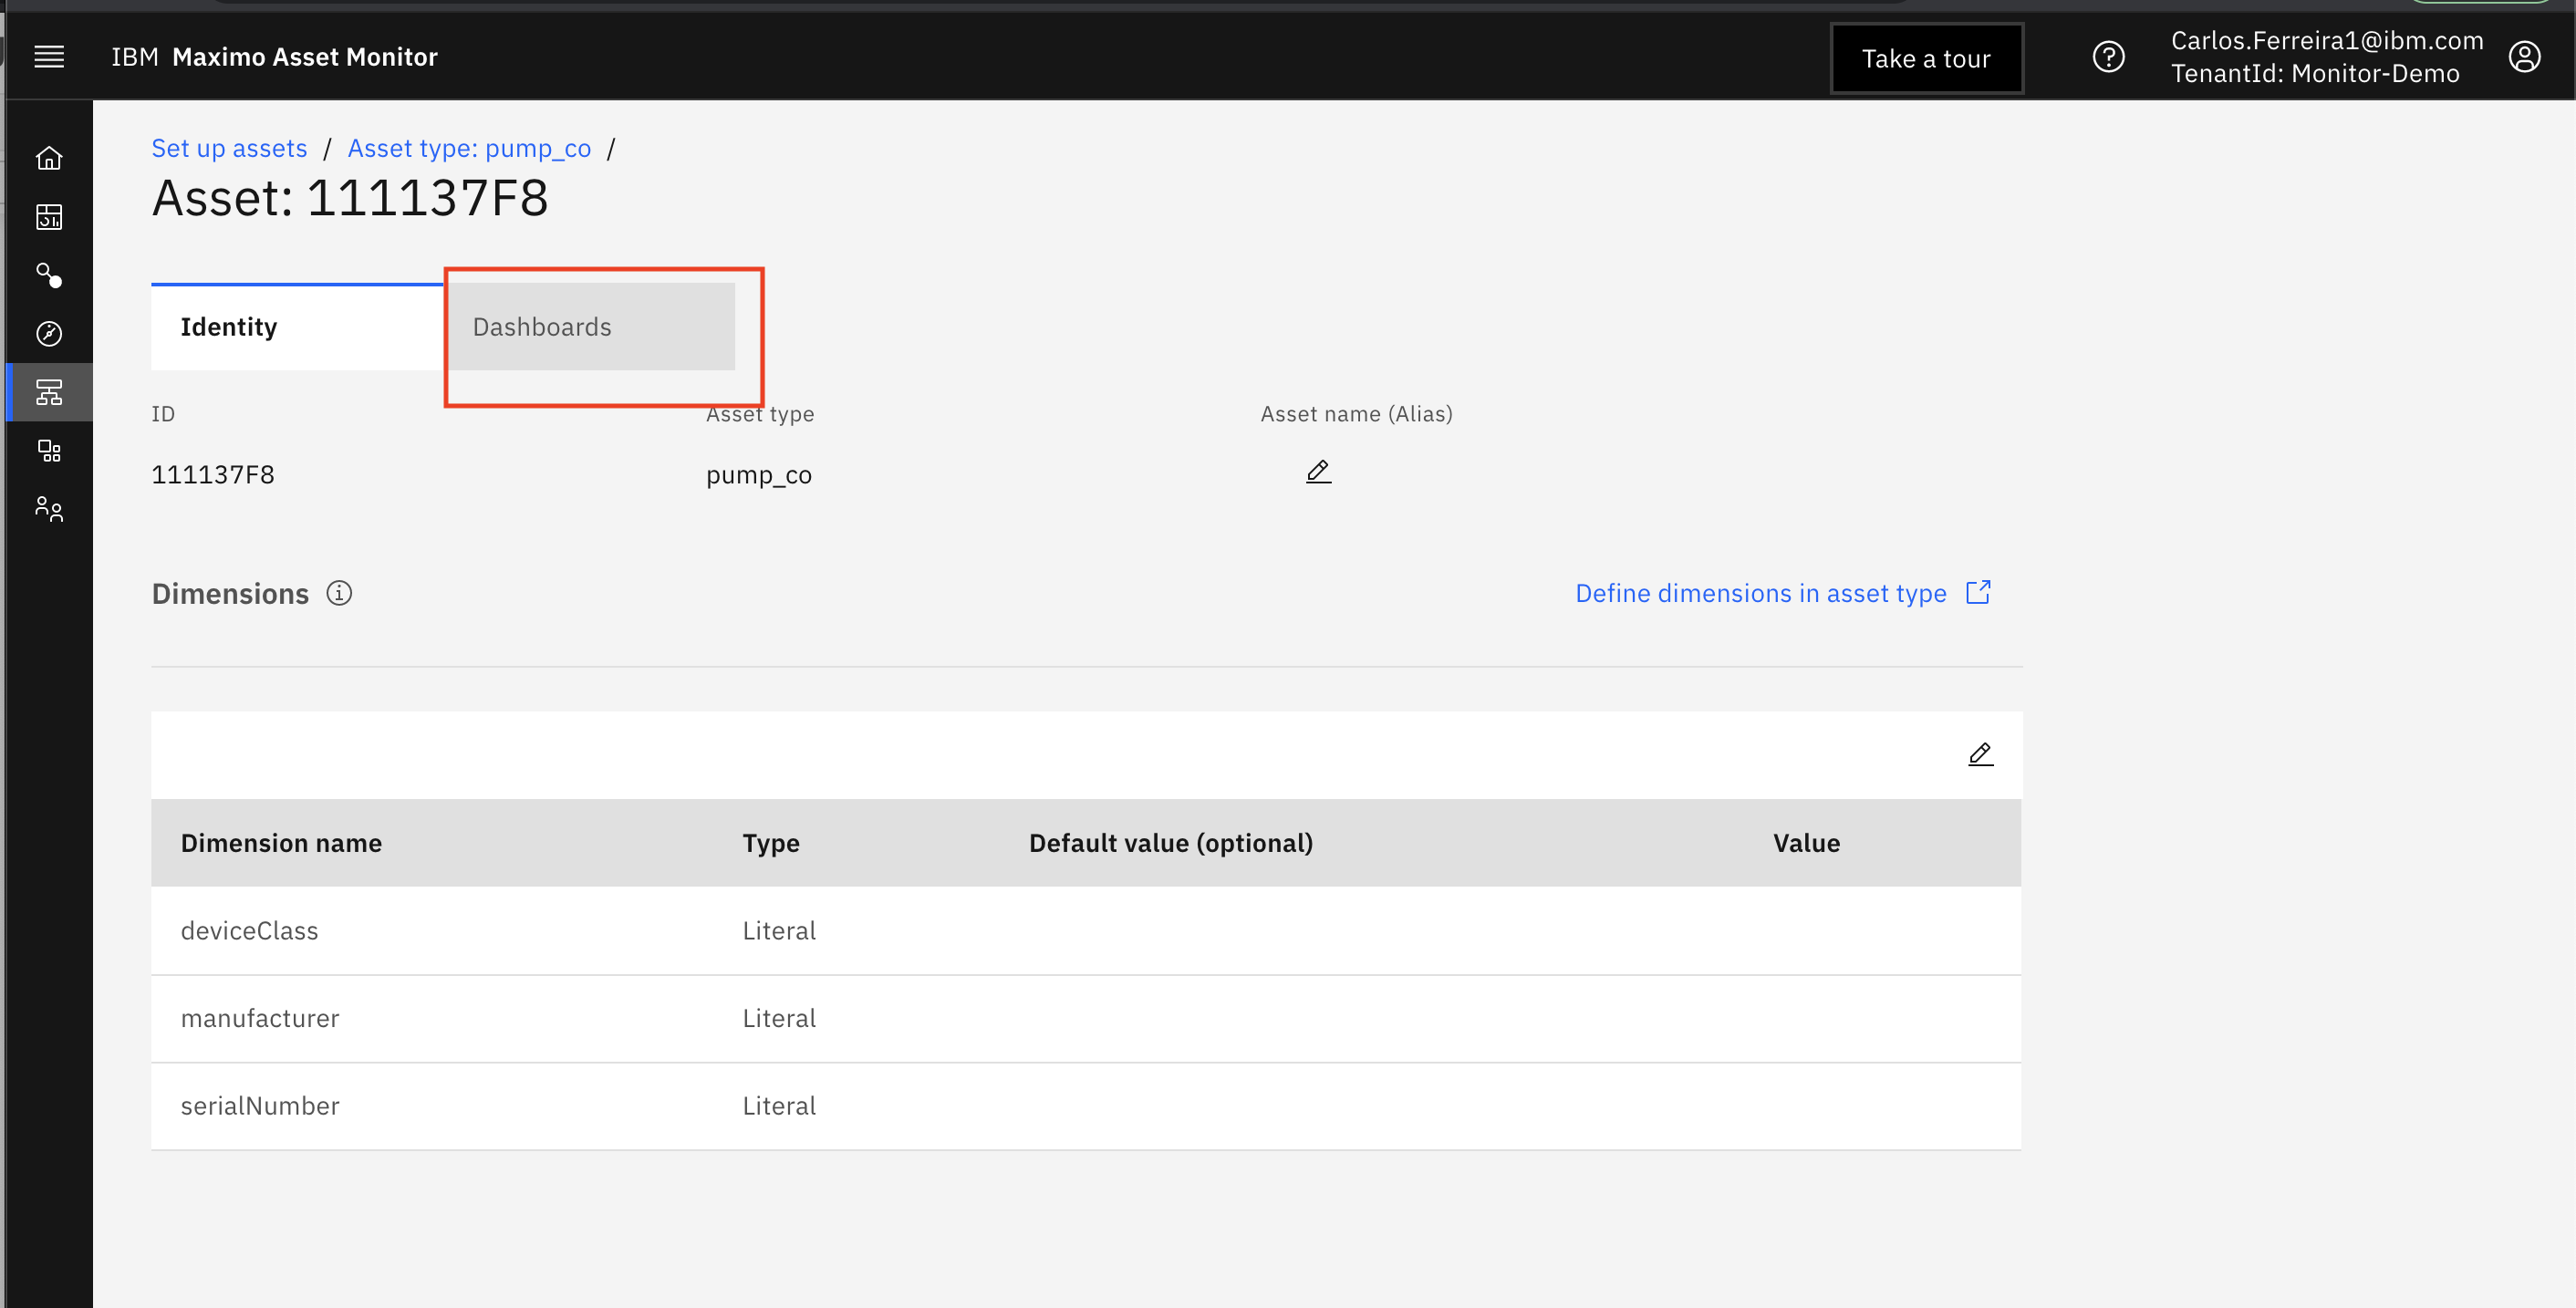 IBM Maximo Asset Monitor
Take a tour
Carlos.Ferreira1@ibm.com
TenantId: Monitor-Demo
Set up assets / Asset type: pump_co /
Asset: 111137F8
Identity
Dashboards
ID
Asset type
Asset name (Alias)
111137F8
pump_co
Dimensions
Define dimensions in asset type
Dimension name
Type
Default value (optional)
Value
deviceClass
Literal
manufacturer
Literal
serialNumber
Literal